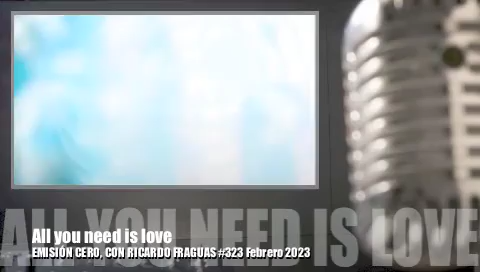 ALL YOU NEED IS LOVE
All you need is love
EMISIÓN CERO, CON RICARDO FRAGUAS #323 Febrero 2023